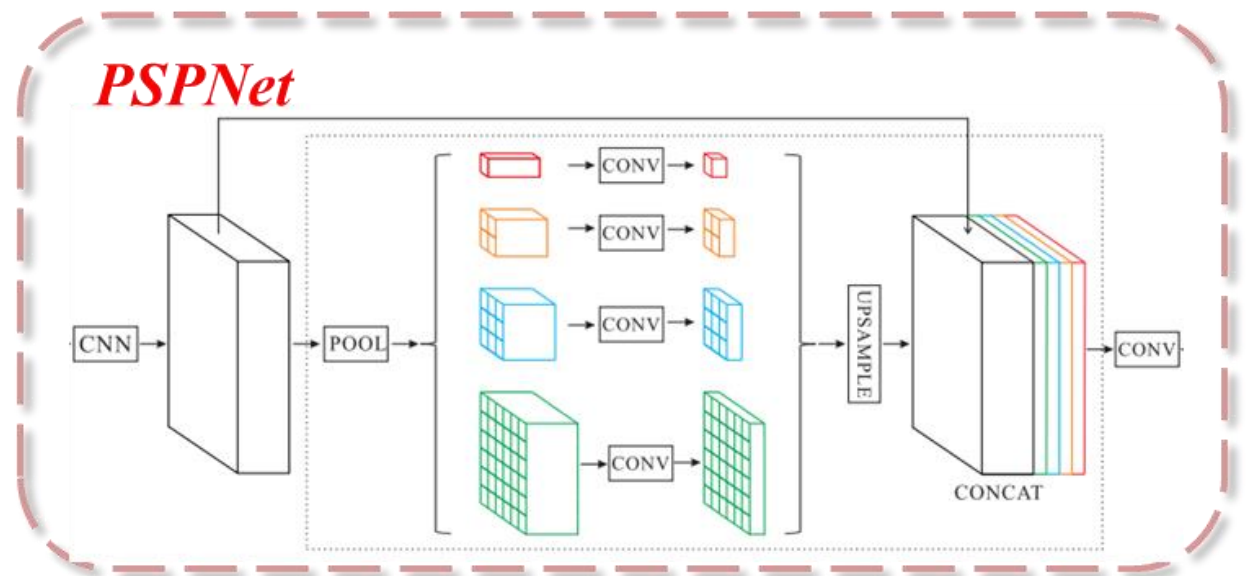 PSPNet
CONV
CONV
CONV
CONV
CNN
POOL
UPSAMPLE
CONV
CONCAT